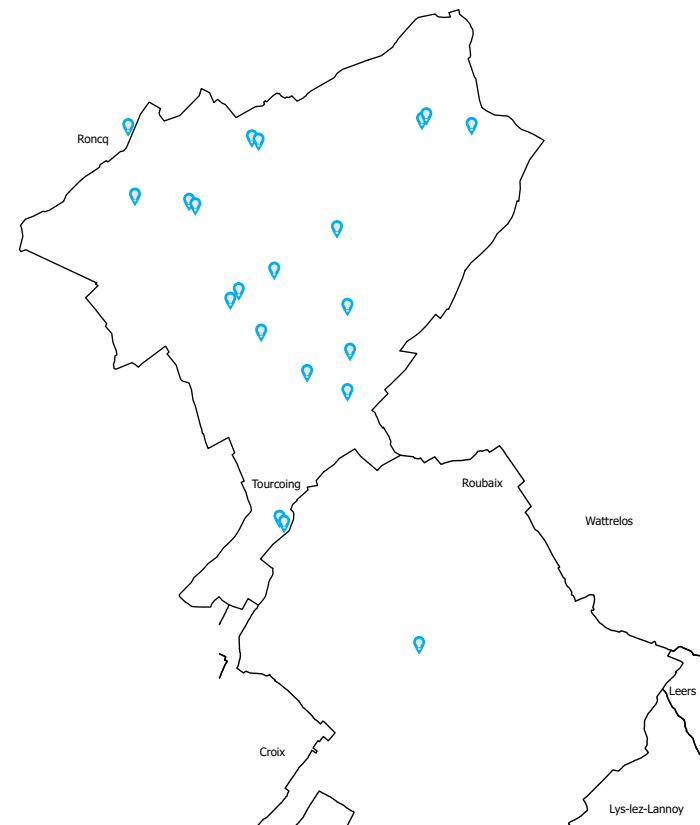 Roncq
Tourcoing
Roubaix
Wattrelos
Leers
Croix
Lys-lez-Lannoy